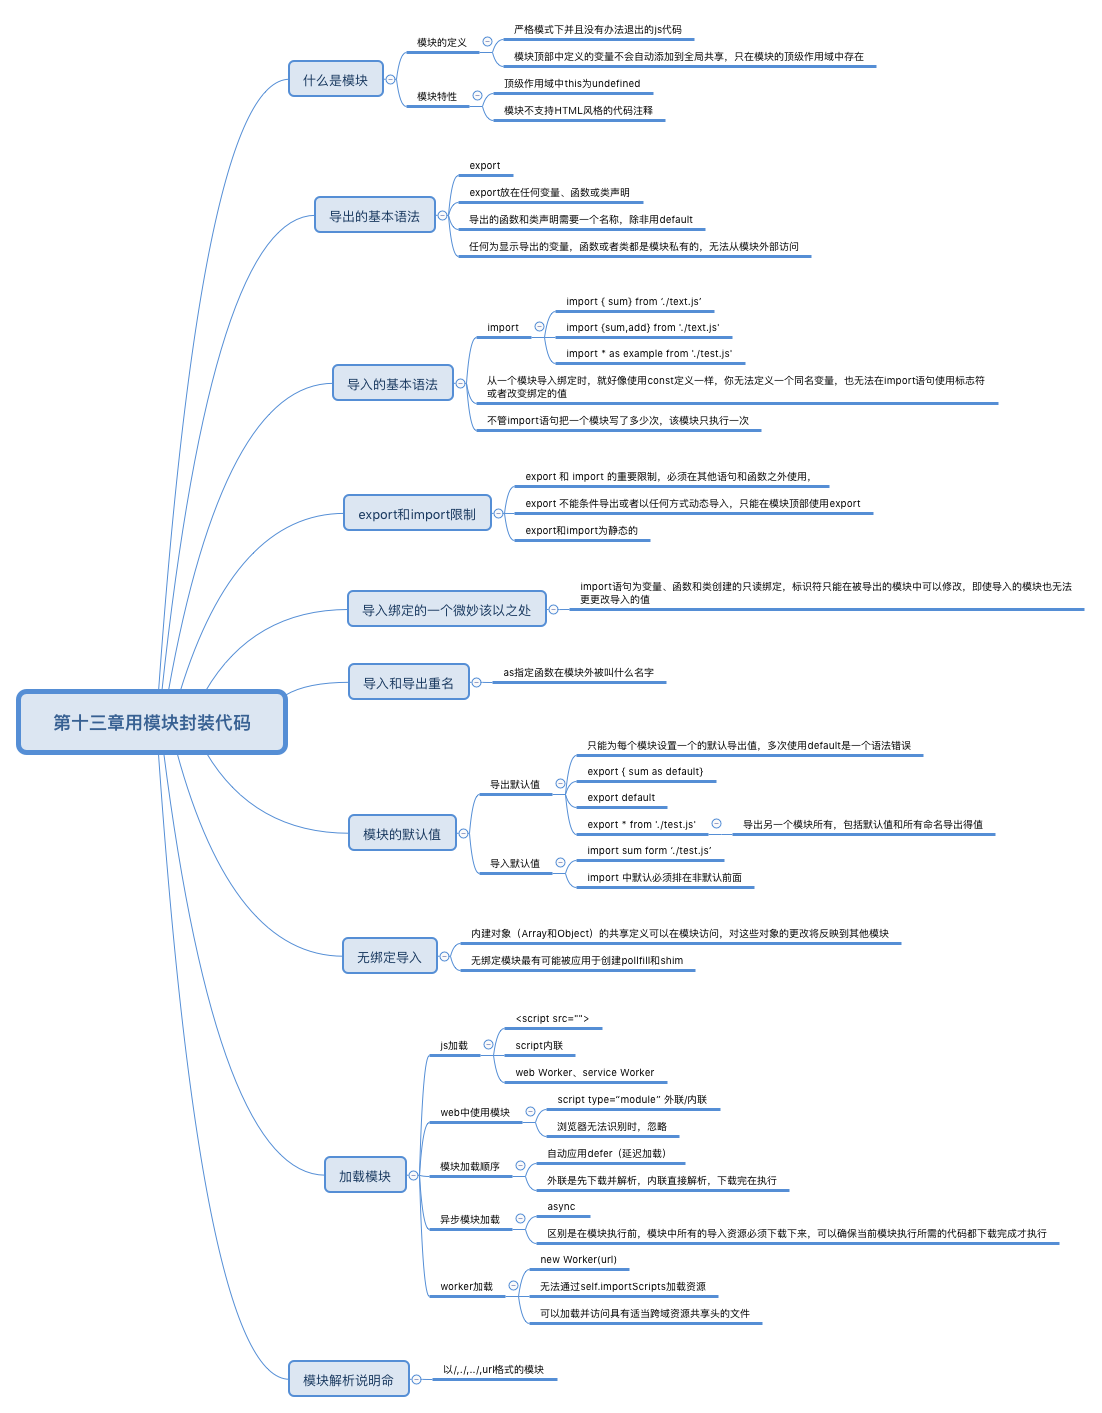 第十三章用模块封装代码
什么是模块
模块的定义
严格模式下并且没有办法退出的js代码
模块顶部中定义的变量不会自动添加到全局共享，只在模块的顶级作用域中存在
模块特性
顶级作用域中this为undefined
模块不支持HTML风格的代码注释
导出的基本语法
export
export放在任何变量、函数或类声明
导出的函数和类声明需要一个名称，除非用default
任何为显示导出的变量，函数或者类都是模块私有的，无法从模块外部访问
导入的基本语法
import
import { sum} from ‘./text.js’
import {sum,add} from './text.js'
import * as example from './test.js'
从一个模块导入绑定时，就好像使用const定义一样，你无法定义一个同名变量，也无法在import语句使用标志符
或者改变绑定的值
不管import语句把一个模块写了多少次，该模块只执行一次
export和import限制
export 和 import 的重要限制，必须在其他语句和函数之外使用，
export 不能条件导出或者以任何方式动态导入，只能在模块顶部使用export
export和import为静态的
导入绑定的一个微妙该以之处
import语句为变量、函数和类创建的只读绑定，标识符只能在被导出的模块中可以修改，即使导入的模块也无法
更更改导入的值
导入和导出重名
as指定函数在模块外被叫什么名字
模块的默认值
导出默认值
只能为每个模块设置一个的默认导出值，多次使用default是一个语法错误
export { sum as default}
export default
export * from './test.js'
导出另一个模块所有，包括默认值和所有命名导出得值
导入默认值
import sum form ‘./test.js’
import 中默认必须排在非默认前面
无绑定导入
内建对象（Array和Object）的共享定义可以在模块访问，对这些对象的更改将反映到其他模块
无绑定模块最有可能被应用于创建pollfill和shim
加载模块
js加载
<script src="">
script内联
web Worker、service Worker
web中使用模块
script type=“module” 外联/内联
浏览器无法识别时，忽略
模块加载顺序
自动应用defer（延迟加载）
外联是先下载并解析，内联直接解析，下载完在执行
异步模块加载
async
区别是在模块执行前，模块中所有的导入资源必须下载下来，可以确保当前模块执行所需的代码都下载完成才执行
worker加载
new Worker(url)
无法通过self.importScripts加载资源
可以加载并访问具有适当跨域资源共享头的文件
模块解析说明命
以/,./,../,url格式的模块